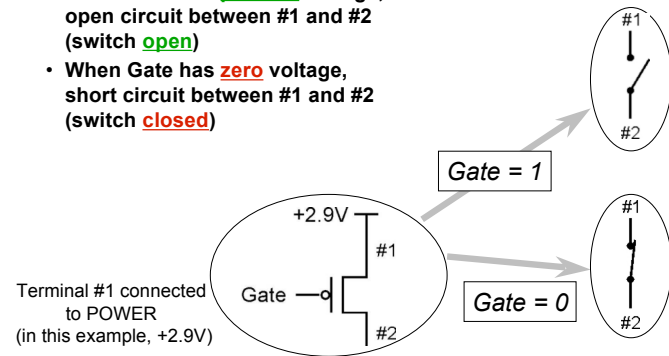 open circuit between #1 and #2
(switch open)
• When Gate has zero voltage,
short circuit between #1 and #2
(switch closed)
#1
#2
Gate = 1
+2.9V
#1
Gate
#2
Terminal #1 connected
to POWER
(in this example, +2.9V)
#1
Gate = 0
#2